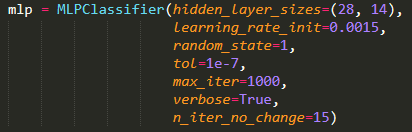 mlp = MLPClassifier(hidden_layer_sizes=(28, 14),
learning_rate_init=0.0015,
random_state=1,
tol=1e-7,
max_iter=1000,
verbose=True,
n_iter_no_change=15)